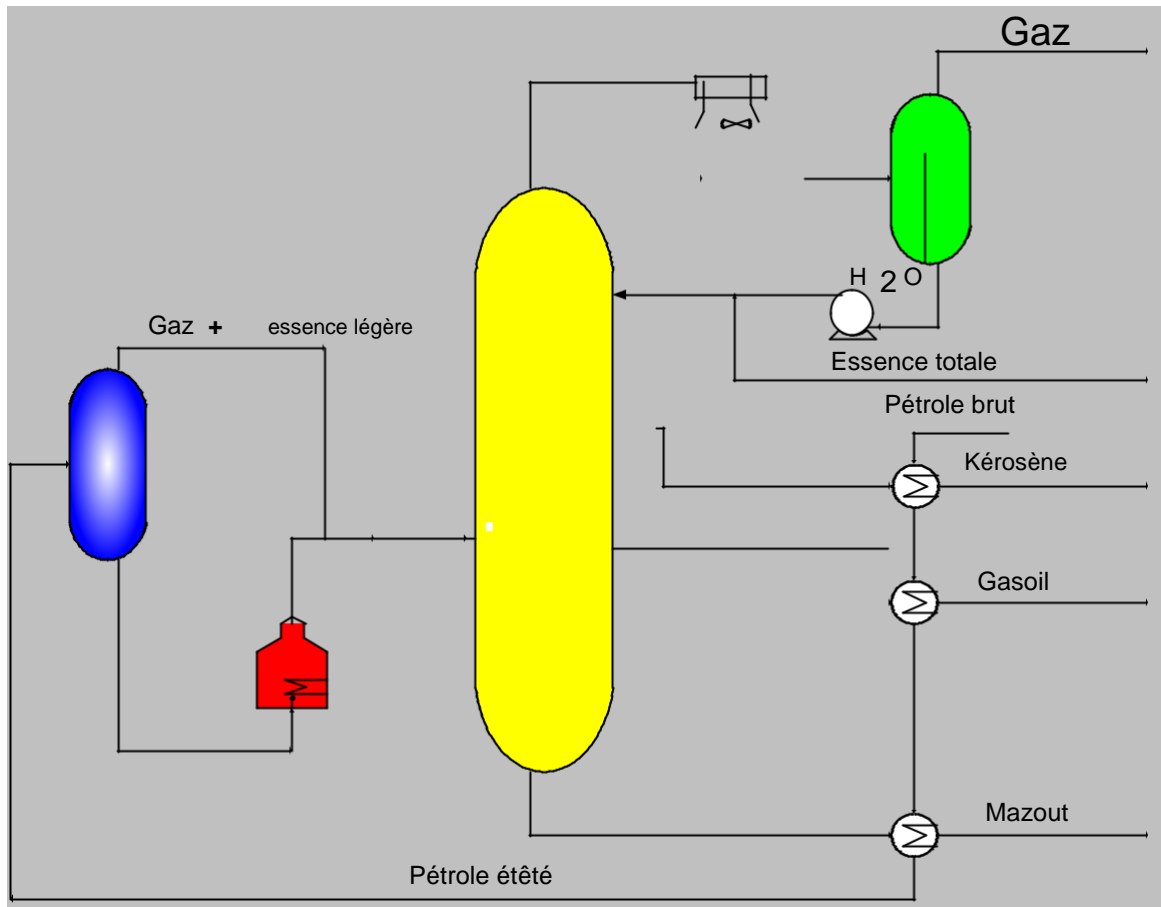 Gaz
H 2 O
Gaz + essence légère
Essence totale
Pétrole brut
Kérosène
Gasoil
Mazout
Pétrole étêté